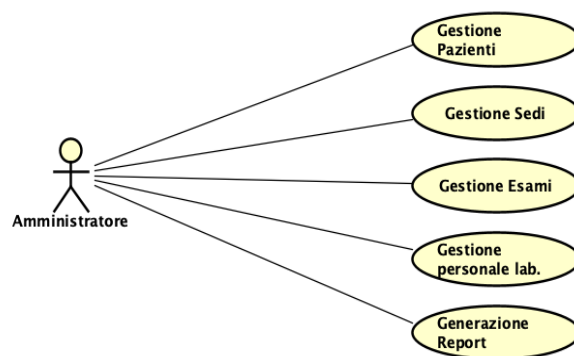 Gestione
Pazienti
Gestione Sedi
Gestione Esami
Amministratore
Gestione
personale lab.
Generazione
Report